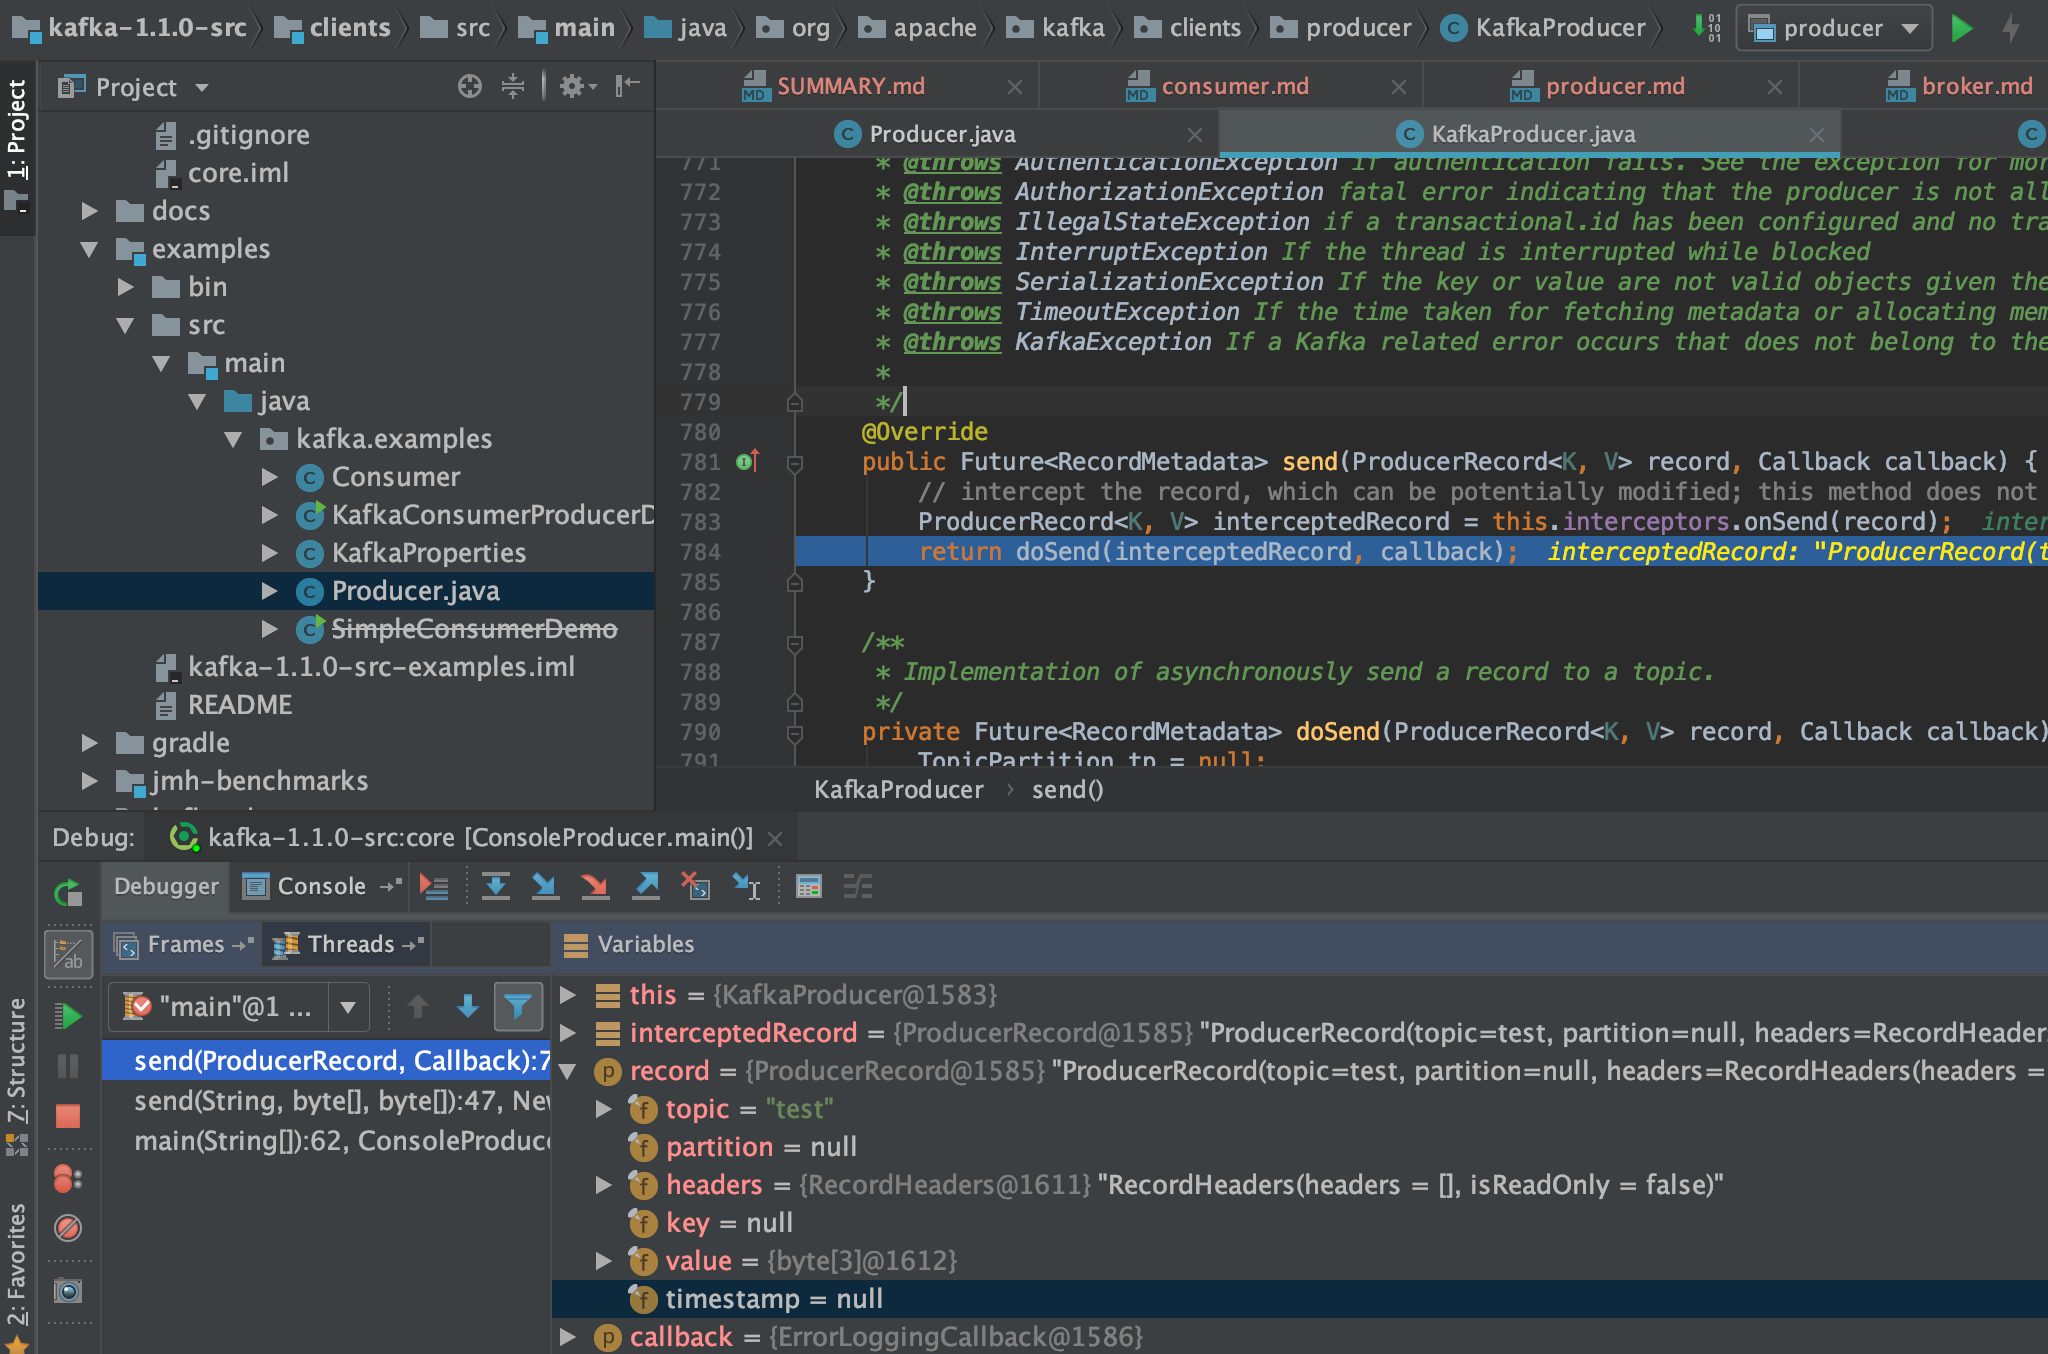 kafka-1.1.0-src clients src main java org apache kafka clients producer KafkaProducer producer
1: Project
Project
SUMMARY.md consumer.md producer.md broker.md
Producer.java KafkaProducer.java
.gitignore
core.iml
docs
examples
bin
src
main
java
kafka.examples
Consumer
KafkaConsumerProducerD
KafkaProperties
Producer.java
SimpleConsumerDemo
kafka-1.1.0-src-examples.iml
README
gradle
jmh-benchmarks
771 * @throws AuthenticationException if authentication fails. See the exception for mor
772 * @throws AuthorizationException fatal error indicating that the producer is not all
773 * @throws IllegalStateException if a transactional.id has been configured and no tra
774 * @throws InterruptException If the thread is interrupted while blocked
775 * @throws SerializationException If the key or value are not valid objects given the
776 * @throws TimeoutException If the time taken for fetching metadata or allocating mem
777 * @throws KafkaException If a Kafka related error occurs that does not belong to the
778 *
779 */
780 @Override
781 public Future<RecordMetadata> send(ProducerRecord<K, V> record, Callback callback) {
782 // intercept the record, which can be potentially modified; this method does not
783 ProducerRecord<K, V> interceptedRecord = this.interceptors.onSend(record); inter
784 return doSend(interceptedRecord, callback); interceptedRecord: "ProducerRecord(t
785 }
786
787 /**
788 * Implementation of asynchronously send a record to a topic.
789 */
790 private Future<RecordMetadata> doSend(ProducerRecord<K, V> record, Callback callback)
791 TopicPartition tp = null;
KafkaProducer › send()
Debug: kafka-1.1.0-src:core [ConsoleProducer.main()]
Debugger Console
Frames Threads Variables
"main"@1 ...
send(ProducerRecord, Callback):7
send(String, byte[], byte[]):47, Nev
main(String[]):62, ConsoleProduce
this = {KafkaProducer@1583}
interceptedRecord = {ProducerRecord@1585} "ProducerRecord(topic=test, partition=null, headers=RecordHeaders
record = {ProducerRecord@1585} "ProducerRecord(topic=test, partition=null, headers=RecordHeaders(headers =
topic = "test"
partition = null
headers = {RecordHeaders@1611} "RecordHeaders(headers = [], isReadOnly = false)"
key = null
value = {byte[3]@1612}
timestamp = null
callback = {ErrorLoggingCallback@1586}
7: Structure
2: Favorites